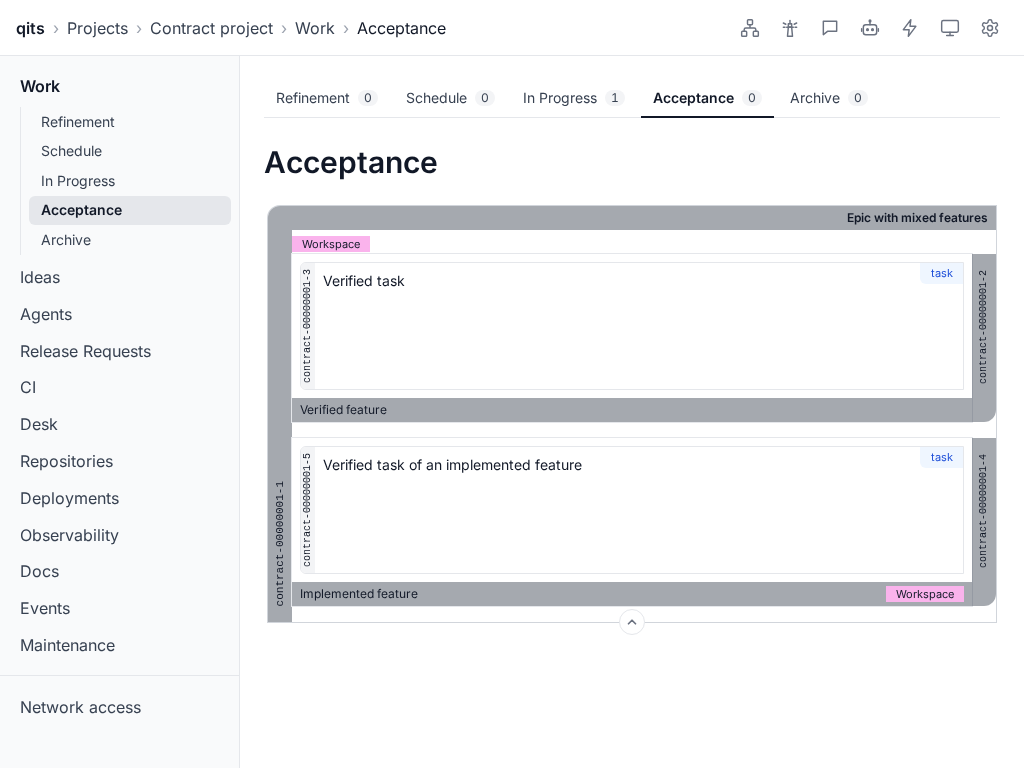 qits › Projects › Contract project › Work › Acceptance
Work
Refinement
Schedule
In Progress
Acceptance
Archive
Ideas
Agents
Release Requests
CI
Desk
Repositories
Deployments
Observability
Docs
Events
Maintenance
Network access
Refinement 0 Schedule 0 In Progress 1 Acceptance 0 Archive 0
Acceptance
Epic with mixed features
contract-00000001-1
Workspace
contract-00000001-3
Verified task
task
contract-00000001-2
Verified feature
contract-00000001-5
Verified task of an implemented feature
task
contract-00000001-4
Implemented feature
Workspace